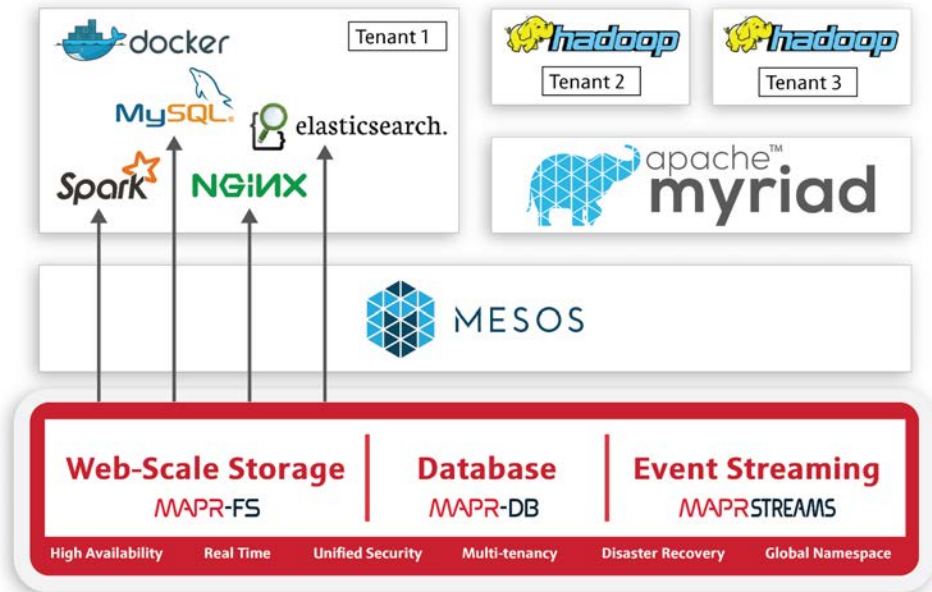 docker
Tenant 1
MySQL®
elasticsearch.
Spark
NGINX
hadoop
Tenant 2
hadoop
Tenant 3
apache™
myriad
MESOS
Web-Scale Storage
MAPR-FS
Database
MAPR-DB
Event Streaming
MAPR STREAMS
High Availability
Real Time
Unified Security
Multi-tenancy
Disaster Recovery
Global Namespace